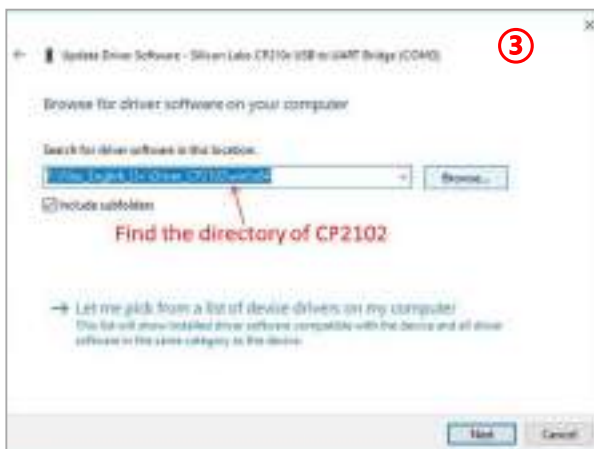 ③
Update Driver Software - Silicon Labs CP210x USB to UART Bridge (COM3)
Browse for driver software on your computer
Search for driver software in this location:
Browse...
Include subfolders
Find the directory of CP2102
Let me pick from a list of device drivers on my computer
This list will show installed driver software compatible with the device and all driver
software in the same category as the device.
Next
Cancel